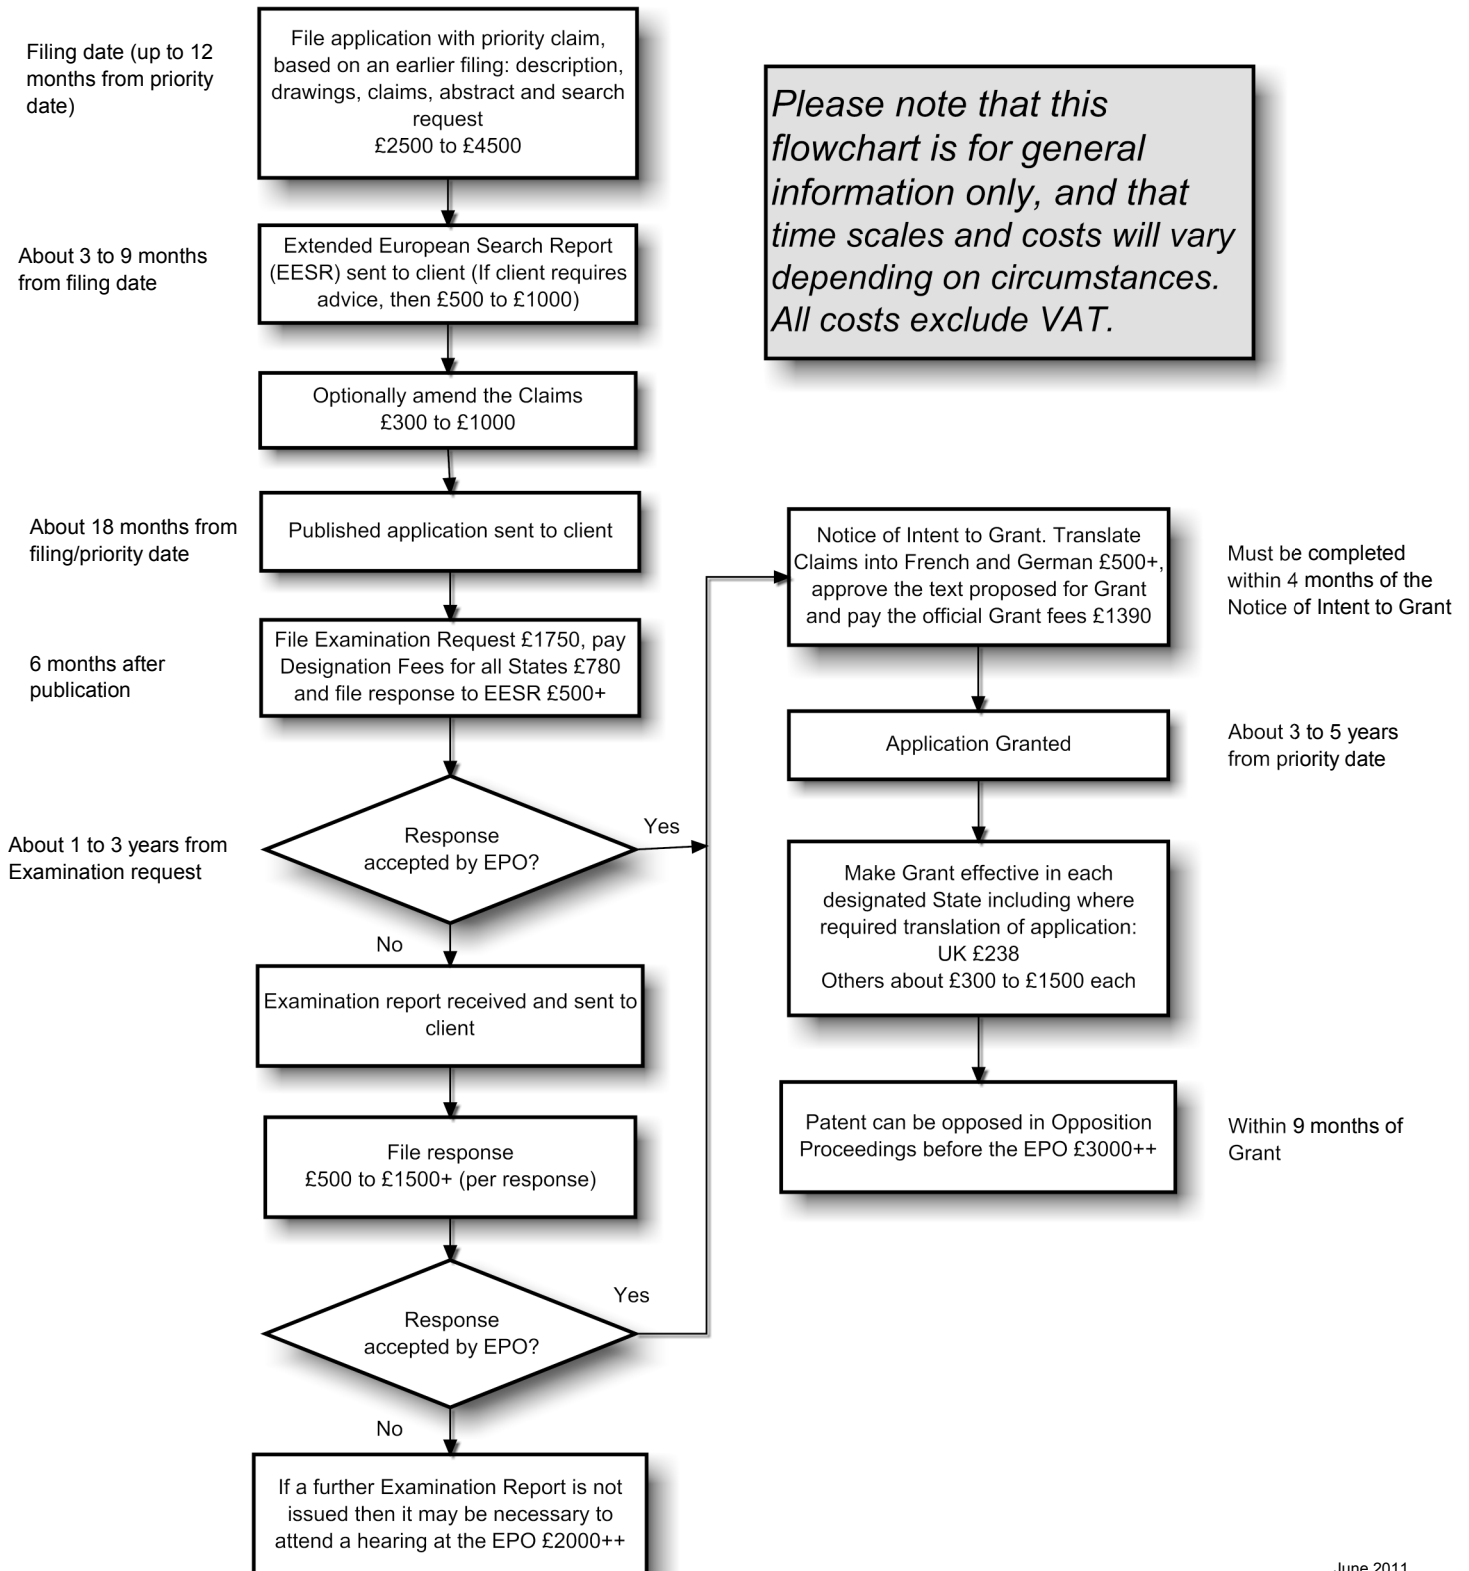 Filing date (up to 12
months from priority
date)
File application with priority claim,
based on an earlier filing: description,
drawings, claims, abstract and search
request
£2500 to £4500
Please note that this
flowchart is for general
information only, and that
time scales and costs will vary
depending on circumstances.
All costs exclude VAT.
About 3 to 9 months
from filing date
Extended European Search Report
(EESR) sent to client (If client requires
advice, then £500 to £1000)
Optionally amend the Claims
£300 to £1000
About 18 months from
filing/priority date
Published application sent to client
6 months after
publication
File Examination Request £1750, pay
Designation Fees for all States £780
and file response to EESR £500+
About 1 to 3 years from
Examination request
Response
accepted by EPO?
Yes
No
Examination report received and sent to
client
File response
£500 to £1500+ (per response)
Response
accepted by EPO?
Yes
No
If a further Examination Report is not
issued then it may be necessary to
attend a hearing at the EPO £2000++
Notice of Intent to Grant. Translate
Claims into French and German £500+,
approve the text proposed for Grant
and pay the official Grant fees £1390
Must be completed
within 4 months of the
Notice of Intent to Grant
Application Granted
About 3 to 5 years
from priority date
Make Grant effective in each
designated State including where
required translation of application:
UK £238
Others about £300 to £1500 each
Patent can be opposed in Opposition
Proceedings before the EPO £3000++
Within 9 months of
Grant
June 2011